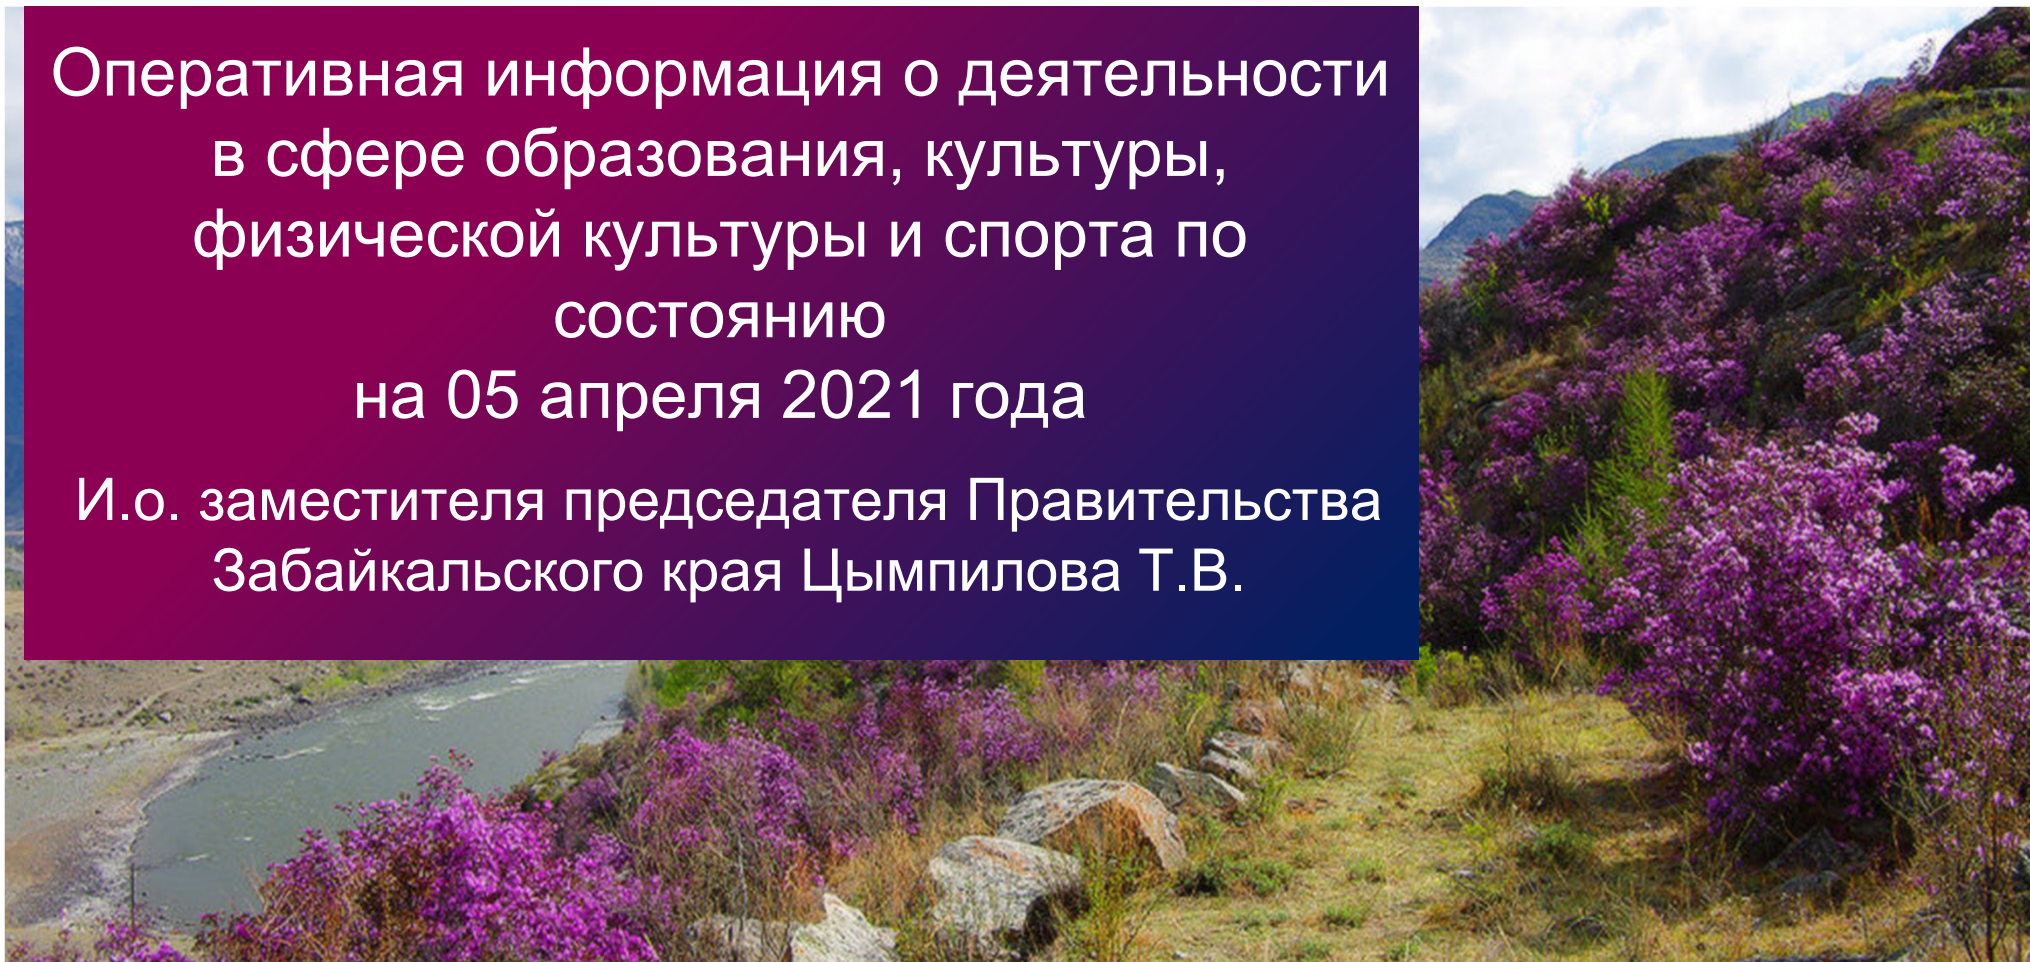 Оперативная информация о деятельности
в сфере образования, культуры,
физической культуры и спорта по
состоянию
на 05 апреля 2021 года
И.о. заместителя председателя Правительства
Забайкальского края Цымпилова Т.В.